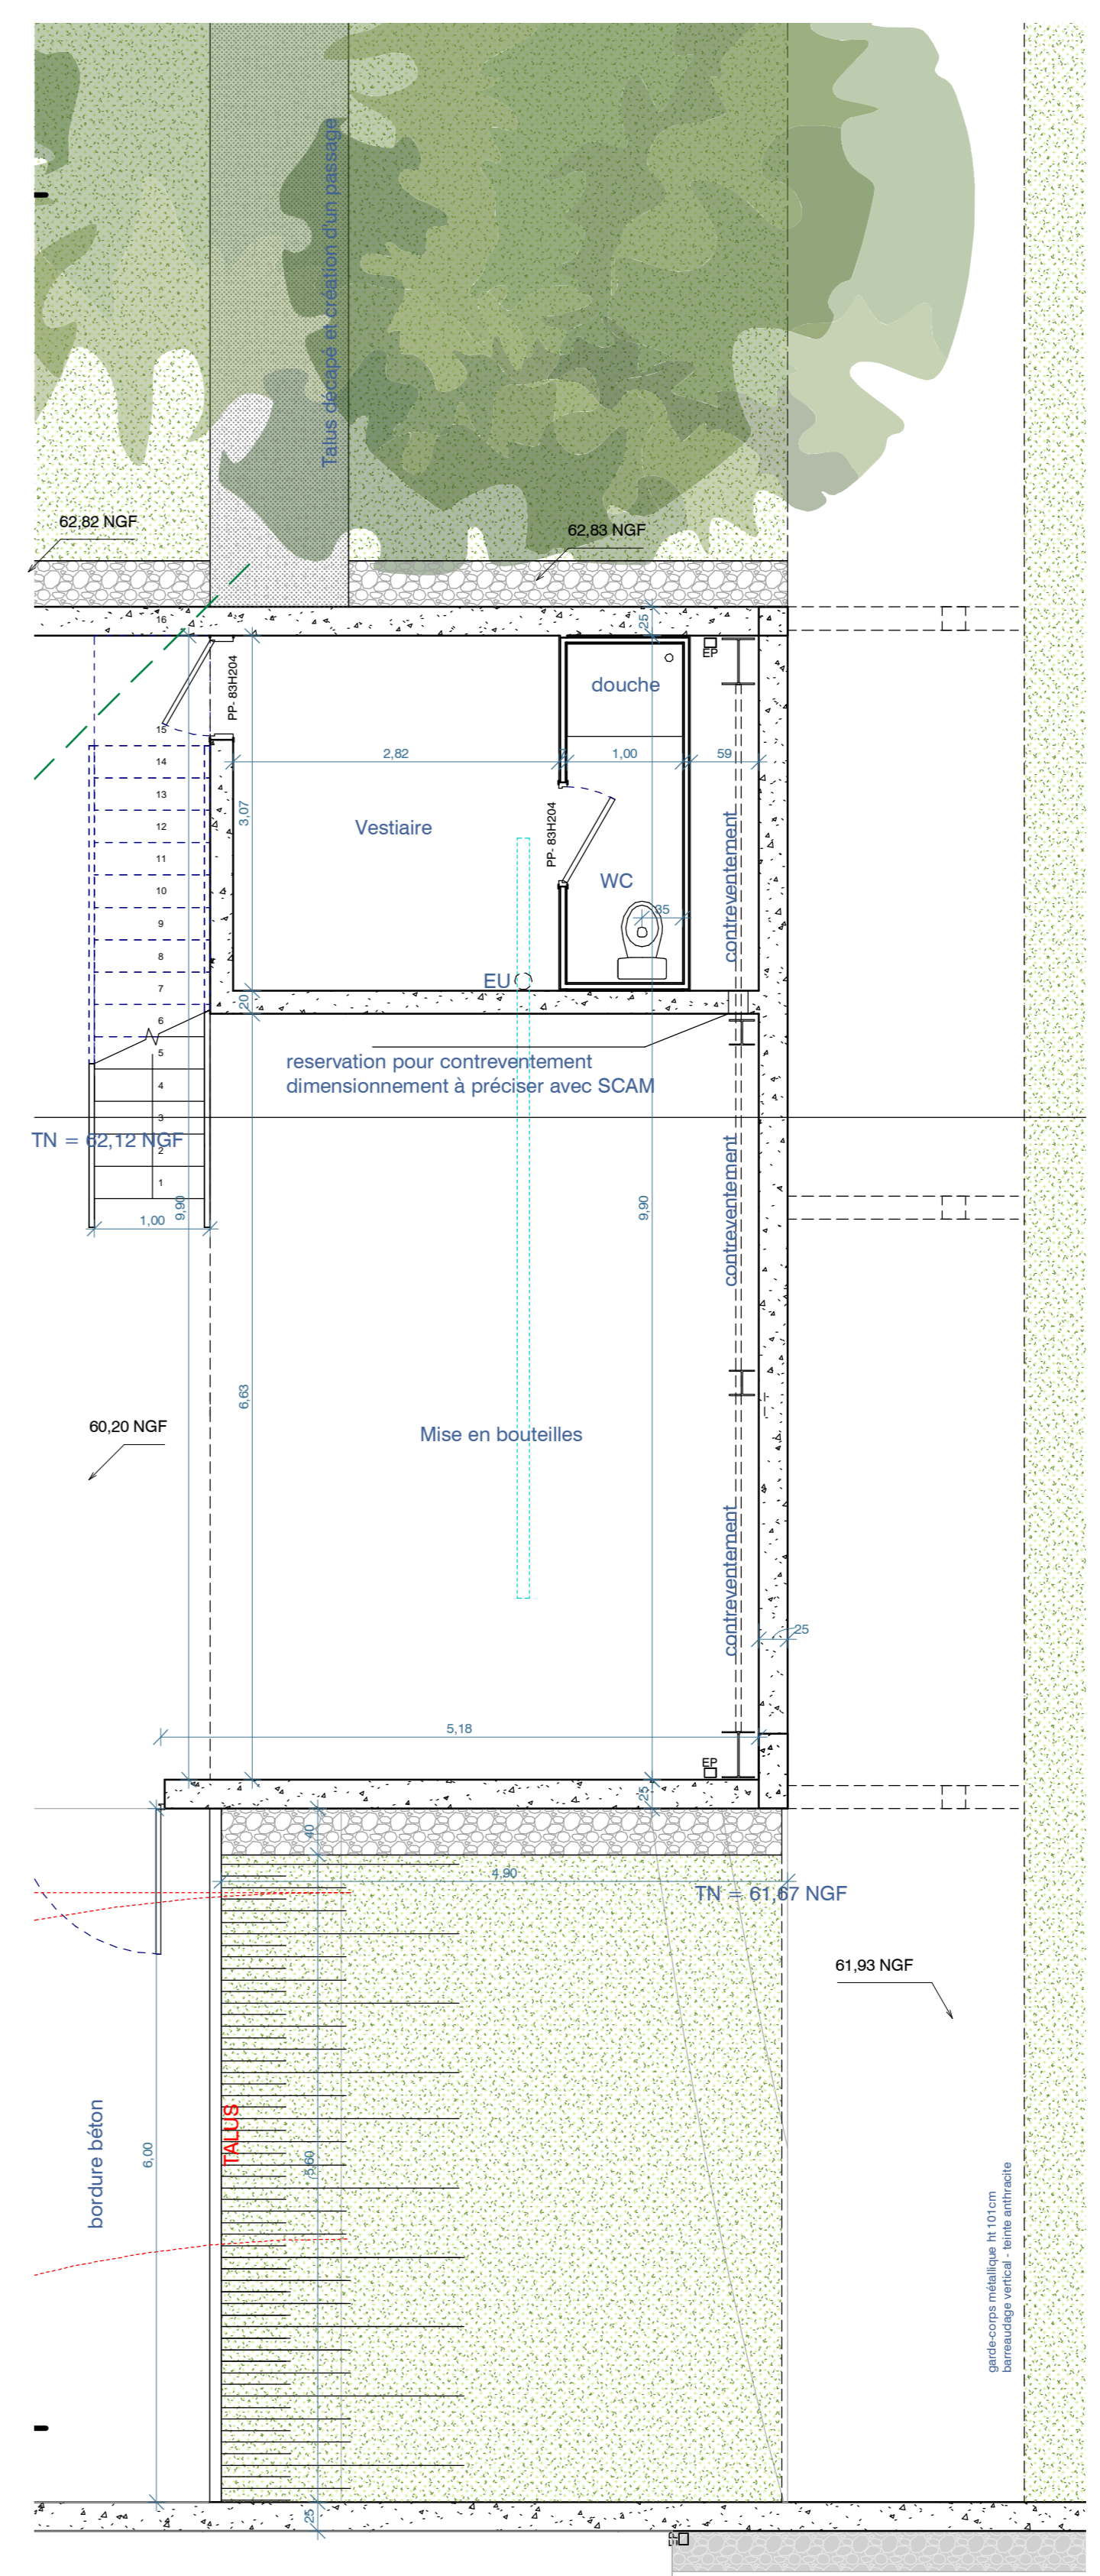 Talus décapé et création d'un passage
62,82 NGF
62,83 NGF
16
25
EP
PP- 83H204
douche
15
14
2,82
7
1,00
59
13
3,07
12
Vestiaire
PP- 83H204
contreventement
11
10
WC
9
35
8
7
EU
20
6
5
reservation pour contreventement
4
dimensionnement à préciser avec SCAM
3
TN = 62,12 NGF
2
1
9,90
9,90
1,00
contreventement
6,63
60,20 NGF
Mise en bouteilles
contreventement
25
5,18
EP
25
40
4,90
TN = 61,67 NGF
61,93 NGF
bordure béton
6,00
TALUS
5,60
garde-corps métallique ht 101cm
barreaudage vertical - teinte anthracite
25
EP